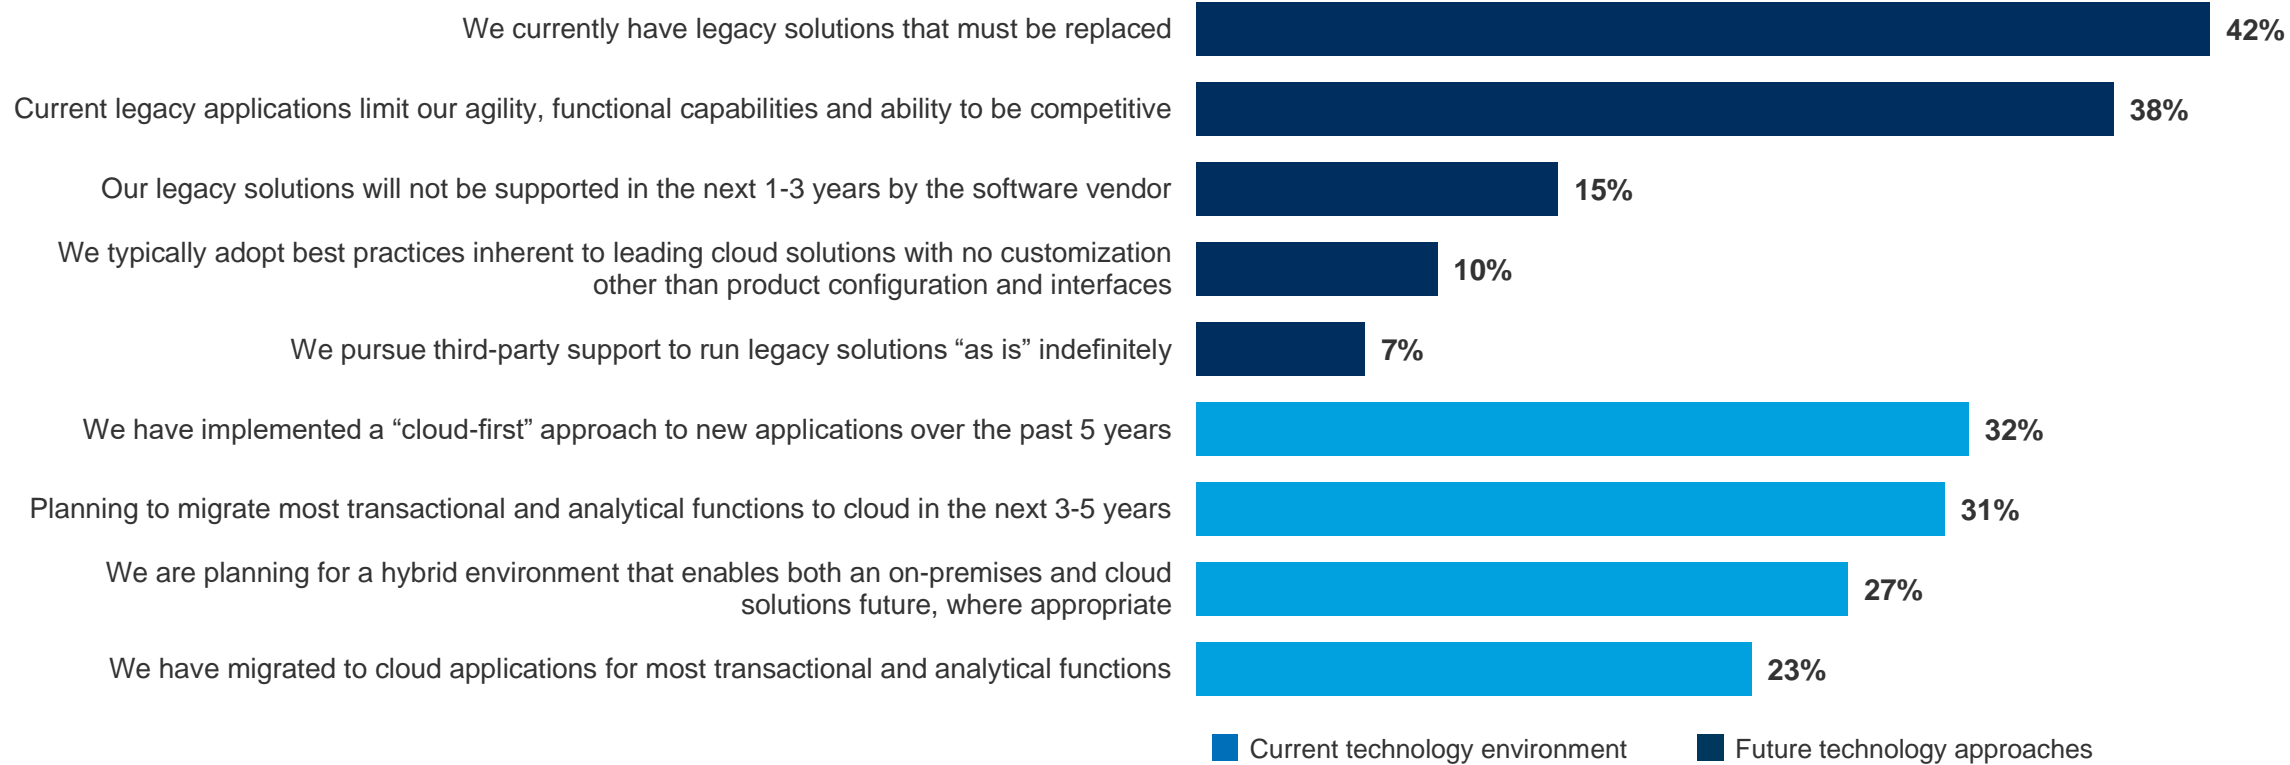 We currently have legacy solutions that must be replaced
42%
Current legacy applications limit our agility, functional capabilities and ability to be competitive
38%
Our legacy solutions will not be supported in the next 1-3 years by the software vendor
15%
We typically adopt best practices inherent to leading cloud solutions with no customization
other than product configuration and interfaces
10%
We pursue third-party support to run legacy solutions “as is” indefinitely
7%
We have implemented a “cloud-first” approach to new applications over the past 5 years
32%
Planning to migrate most transactional and analytical functions to cloud in the next 3-5 years
31%
We are planning for a hybrid environment that enables both an on-premises and cloud
solutions future, where appropriate
27%
We have migrated to cloud applications for most transactional and analytical functions
23%
Current technology environment
Future technology approaches